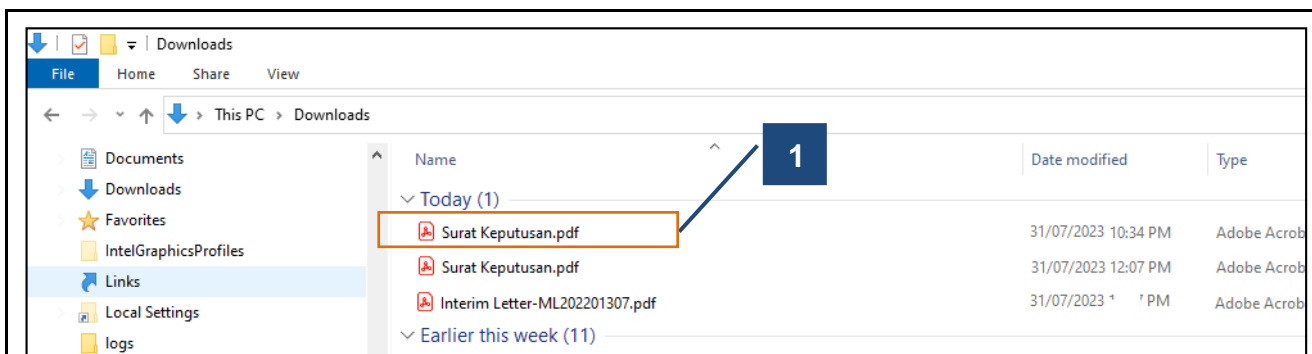 Downloads
File Home Share View
This PC > Downloads
Documents
Downloads
Favorites
IntelGraphicsProfiles
Links
Local Settings
logs
Name Date modified Type
1
Today (1)
Surat Keputusan.pdf 31/07/2023 10:34 PM Adobe Acrob
Surat Keputusan.pdf 31/07/2023 12:07 PM Adobe Acrob
Interim Letter-ML202201307.pdf 31/07/2023 PM Adobe Acrob
Earlier this week (11)